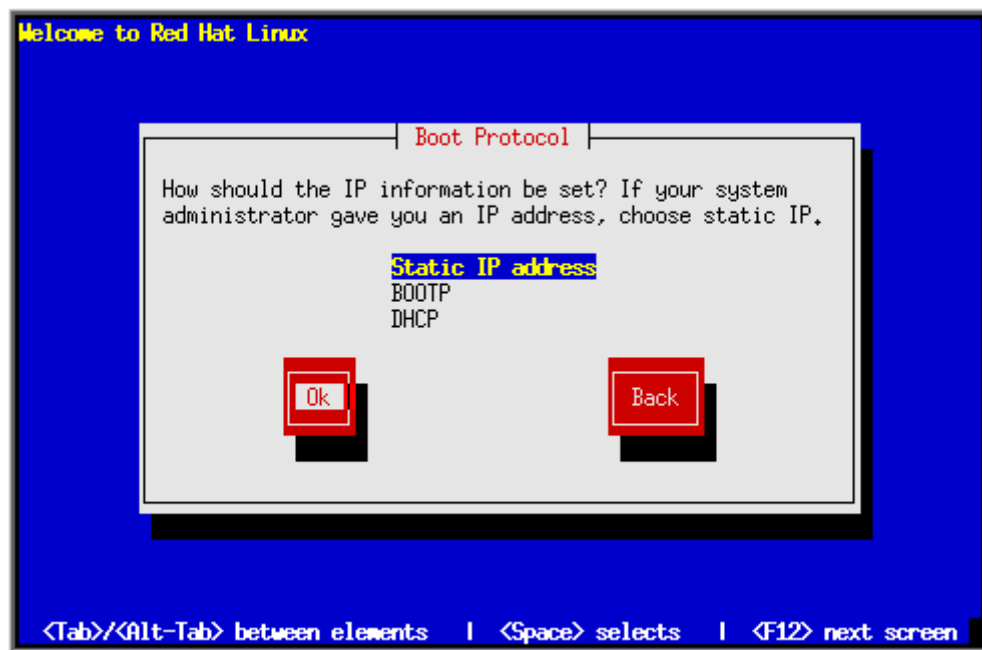 Welcome to Red Hat Linux
Boot Protocol
How should the IP information be set? If your system
administrator gave you an IP address, choose static IP.
Static IP address
BOOTP
DHCP
Ok Back
<Tab>/<Alt-Tab> between elements | <Space> selects | <F12> next screen